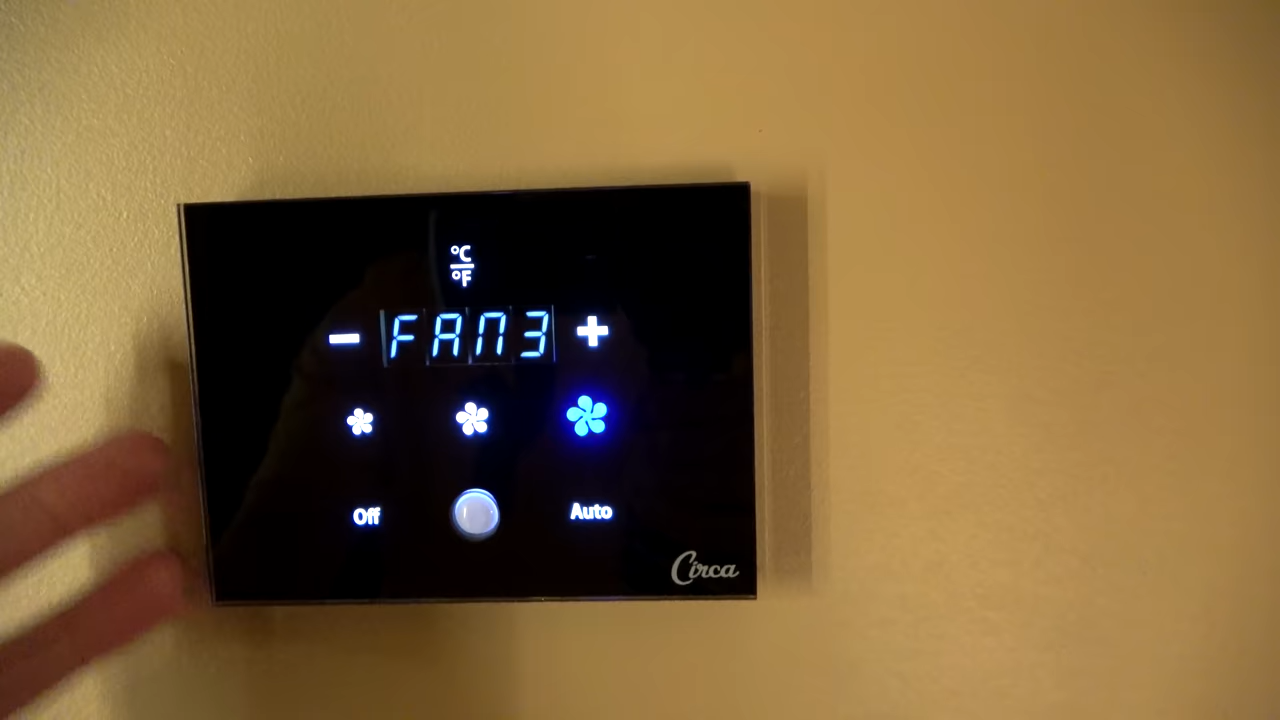 °C
°F
- FAN3 +
Off Auto
Circa